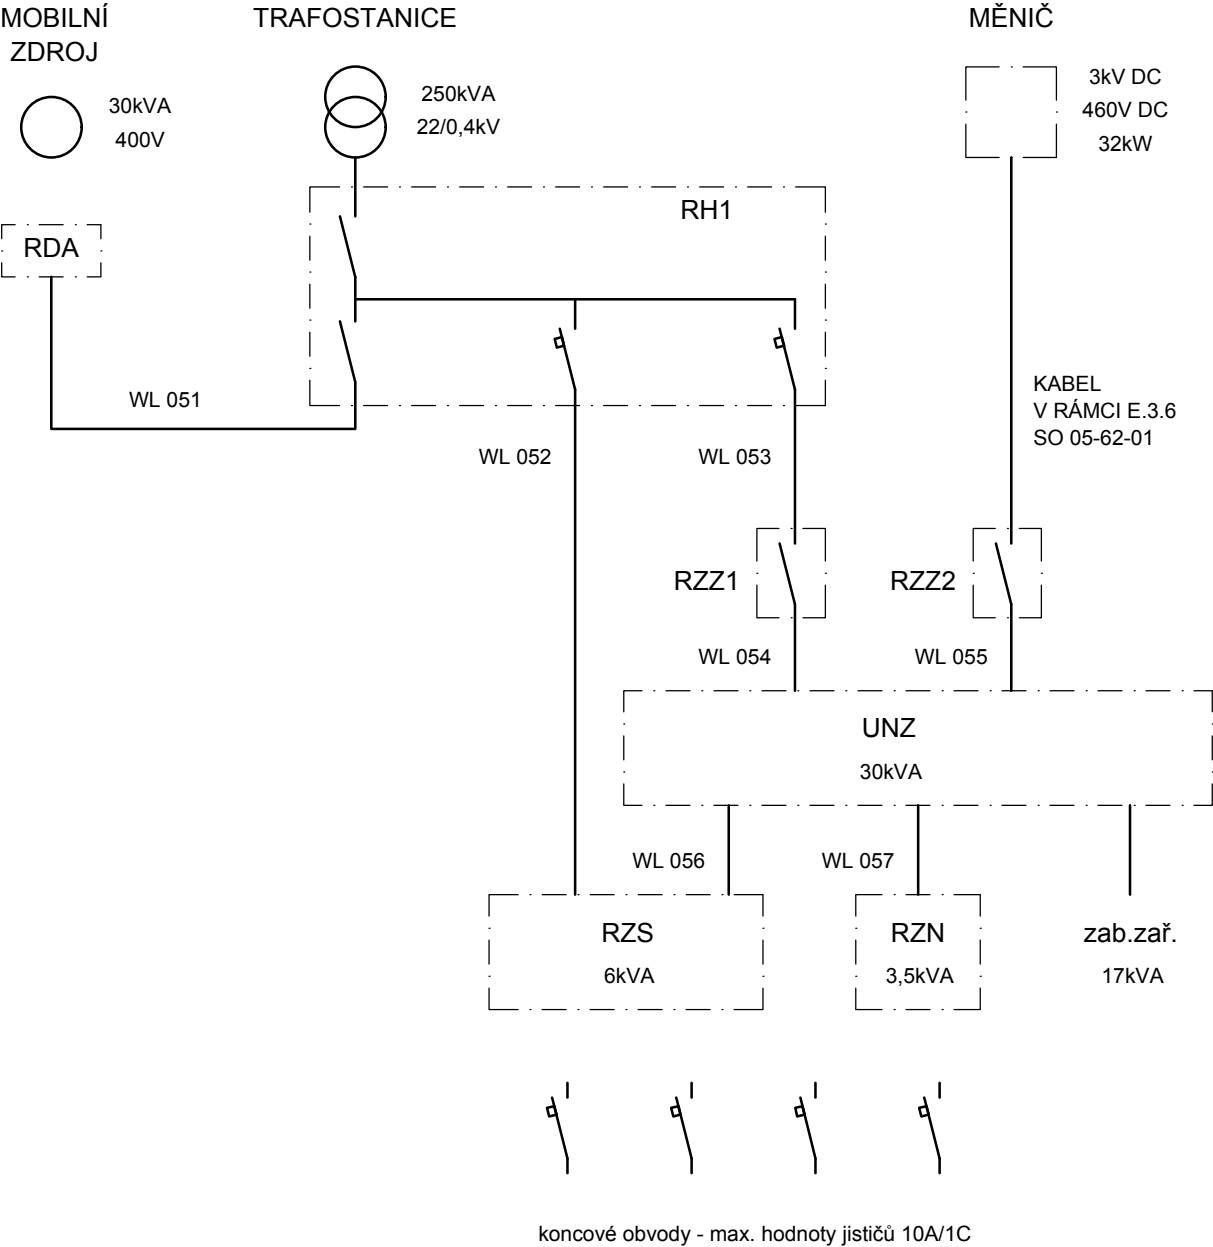 MOBILNÍ
ZDROJ
30kVA
400V
TRAFOSTANICE
250kVA
22/0,4kV
MĚNIČ
3kV DC
460V DC
32kW
RH1
RDA
WL 051
KABEL
V RÁMCI E.3.6
SO 05-62-01
WL 052
WL 053
RZZ1
RZZ2
WL 054
WL 055
UNZ
30kVA
WL 056
WL 057
RZS
6kVA
RZN
3,5kVA
zab.zař.
17kVA
koncové obvody - max. hodnoty jističů 10A/1C